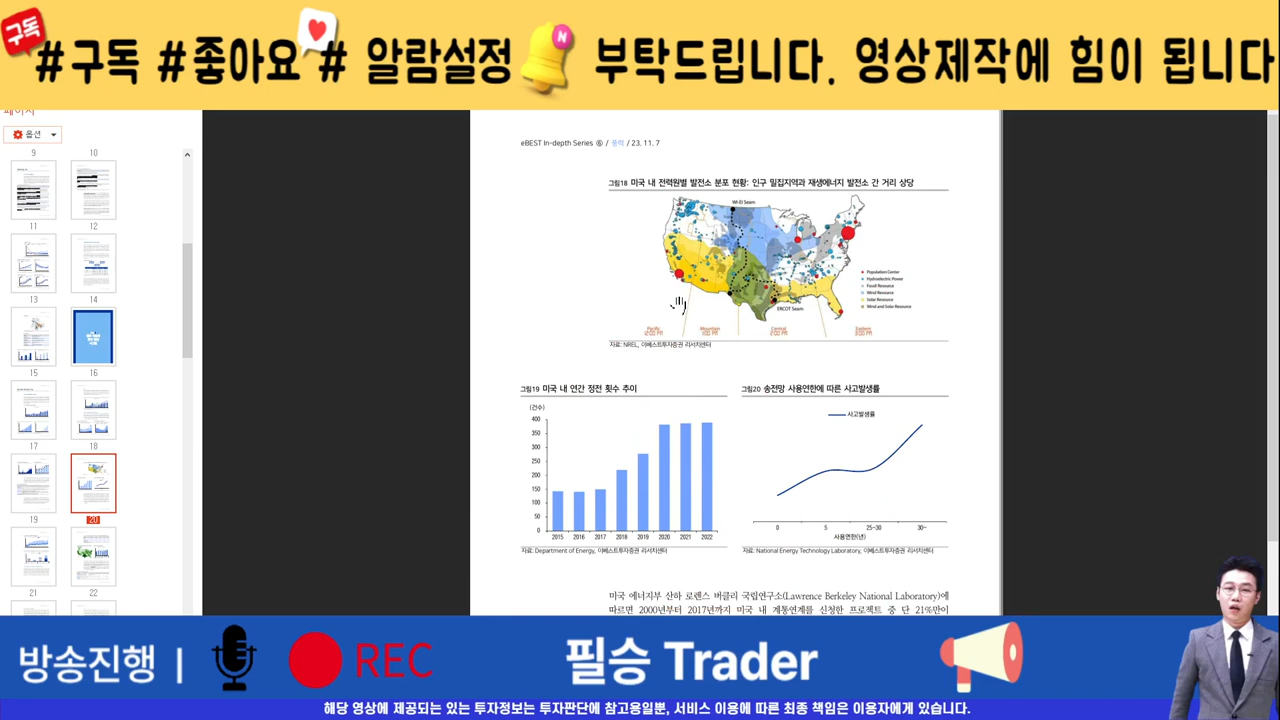 구독
#구독 #좋아요 # 알람설정 부탁드립니다. 영상제작에 힘이 됩니다
N
페이지
옵션
9
10
11
12
13
14
15
16
17
18
19
20
21
22
eBEST In-depth Series ⑥ / 풍력 / 23. 11. 7
그림18 미국 내 전력원별 발전소 분포 현황: 인구 밀집지역과 재생에너지 발전소 간 거리 상당
WI-EI Seam
ERCOT Seam
Population Center
Hydroelectric Power
Fossil Resource
Wind Resource
Solar Resource
Wind and Solar Resource
Pacific
12:00 PM
Mountain
1:00 PM
Central
2:00 PM
Eastern
3:00 PM
자료: NREL, 이베스트투자증권 리서치센터
그림19 미국 내 연간 정전 횟수 추이
(건수)
400
350
300
250
200
150
100
50
0
2015 2016 2017 2018 2019 2020 2021 2022
자료: Department of Energy, 이베스트투자증권 리서치센터
그림20 송전망 사용연한에 따른 사고발생률
사고발생률
0 5 25~30 30~
사용연한(년)
자료: National Energy Technology Laboratory, 이베스트투자증권 리서치센터
미국 에너지부 산하 로렌스 버클리 국립연구소(Lawrence Berkeley National Laboratory)에
따르면 2000년부터 2017년까지 미국 내 계통연계를 신청한 프로젝트 중 단 21%만이
방송진행 |
REC
필승 Trader
해당 영상에 제공되는 있는 투자정보는 투자판단에 참고용일뿐, 서비스 이용에 따른 최종 책임은 이용자에게 있습니다.